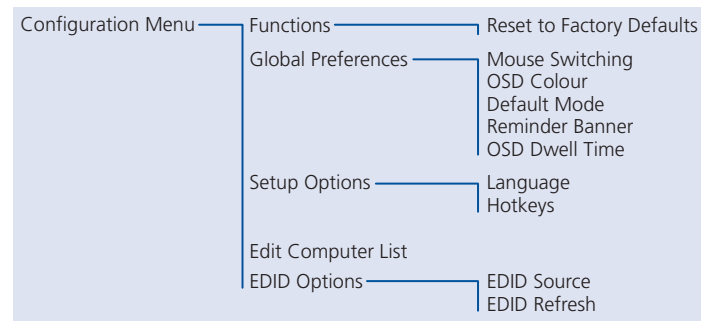 Configuration Menu Functions Reset to Factory Defaults
Global Preferences Mouse Switching
OSD Colour
Default Mode
Reminder Banner
OSD Dwell Time
Setup Options Language
Hotkeys
Edit Computer List
EDID Options EDID Source
EDID Refresh